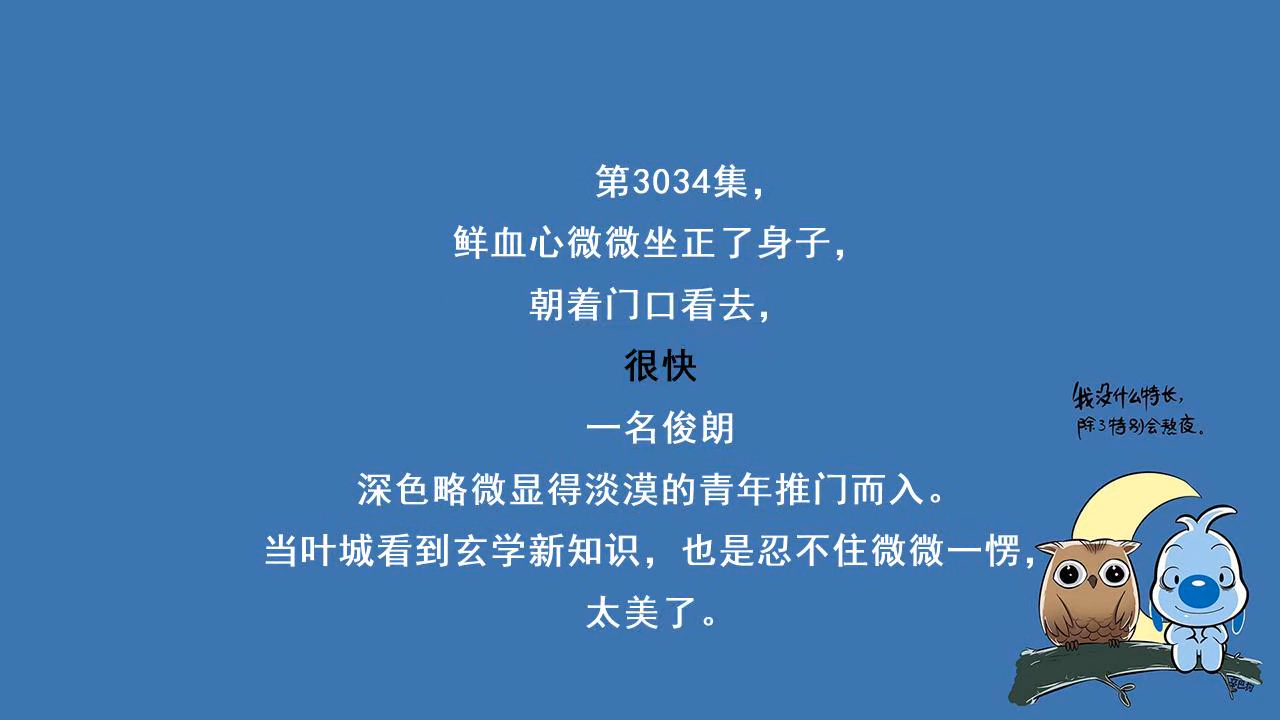 第3034集，
鲜血心微微坐正了身子，
朝着门口看去，
很快
一名俊朗
深色略微显得淡漠的青年推门而入。
当叶城看到玄学新知识，也是忍不住微微一愣，
太美了。
我没什么特长，
除了特别会熬夜。